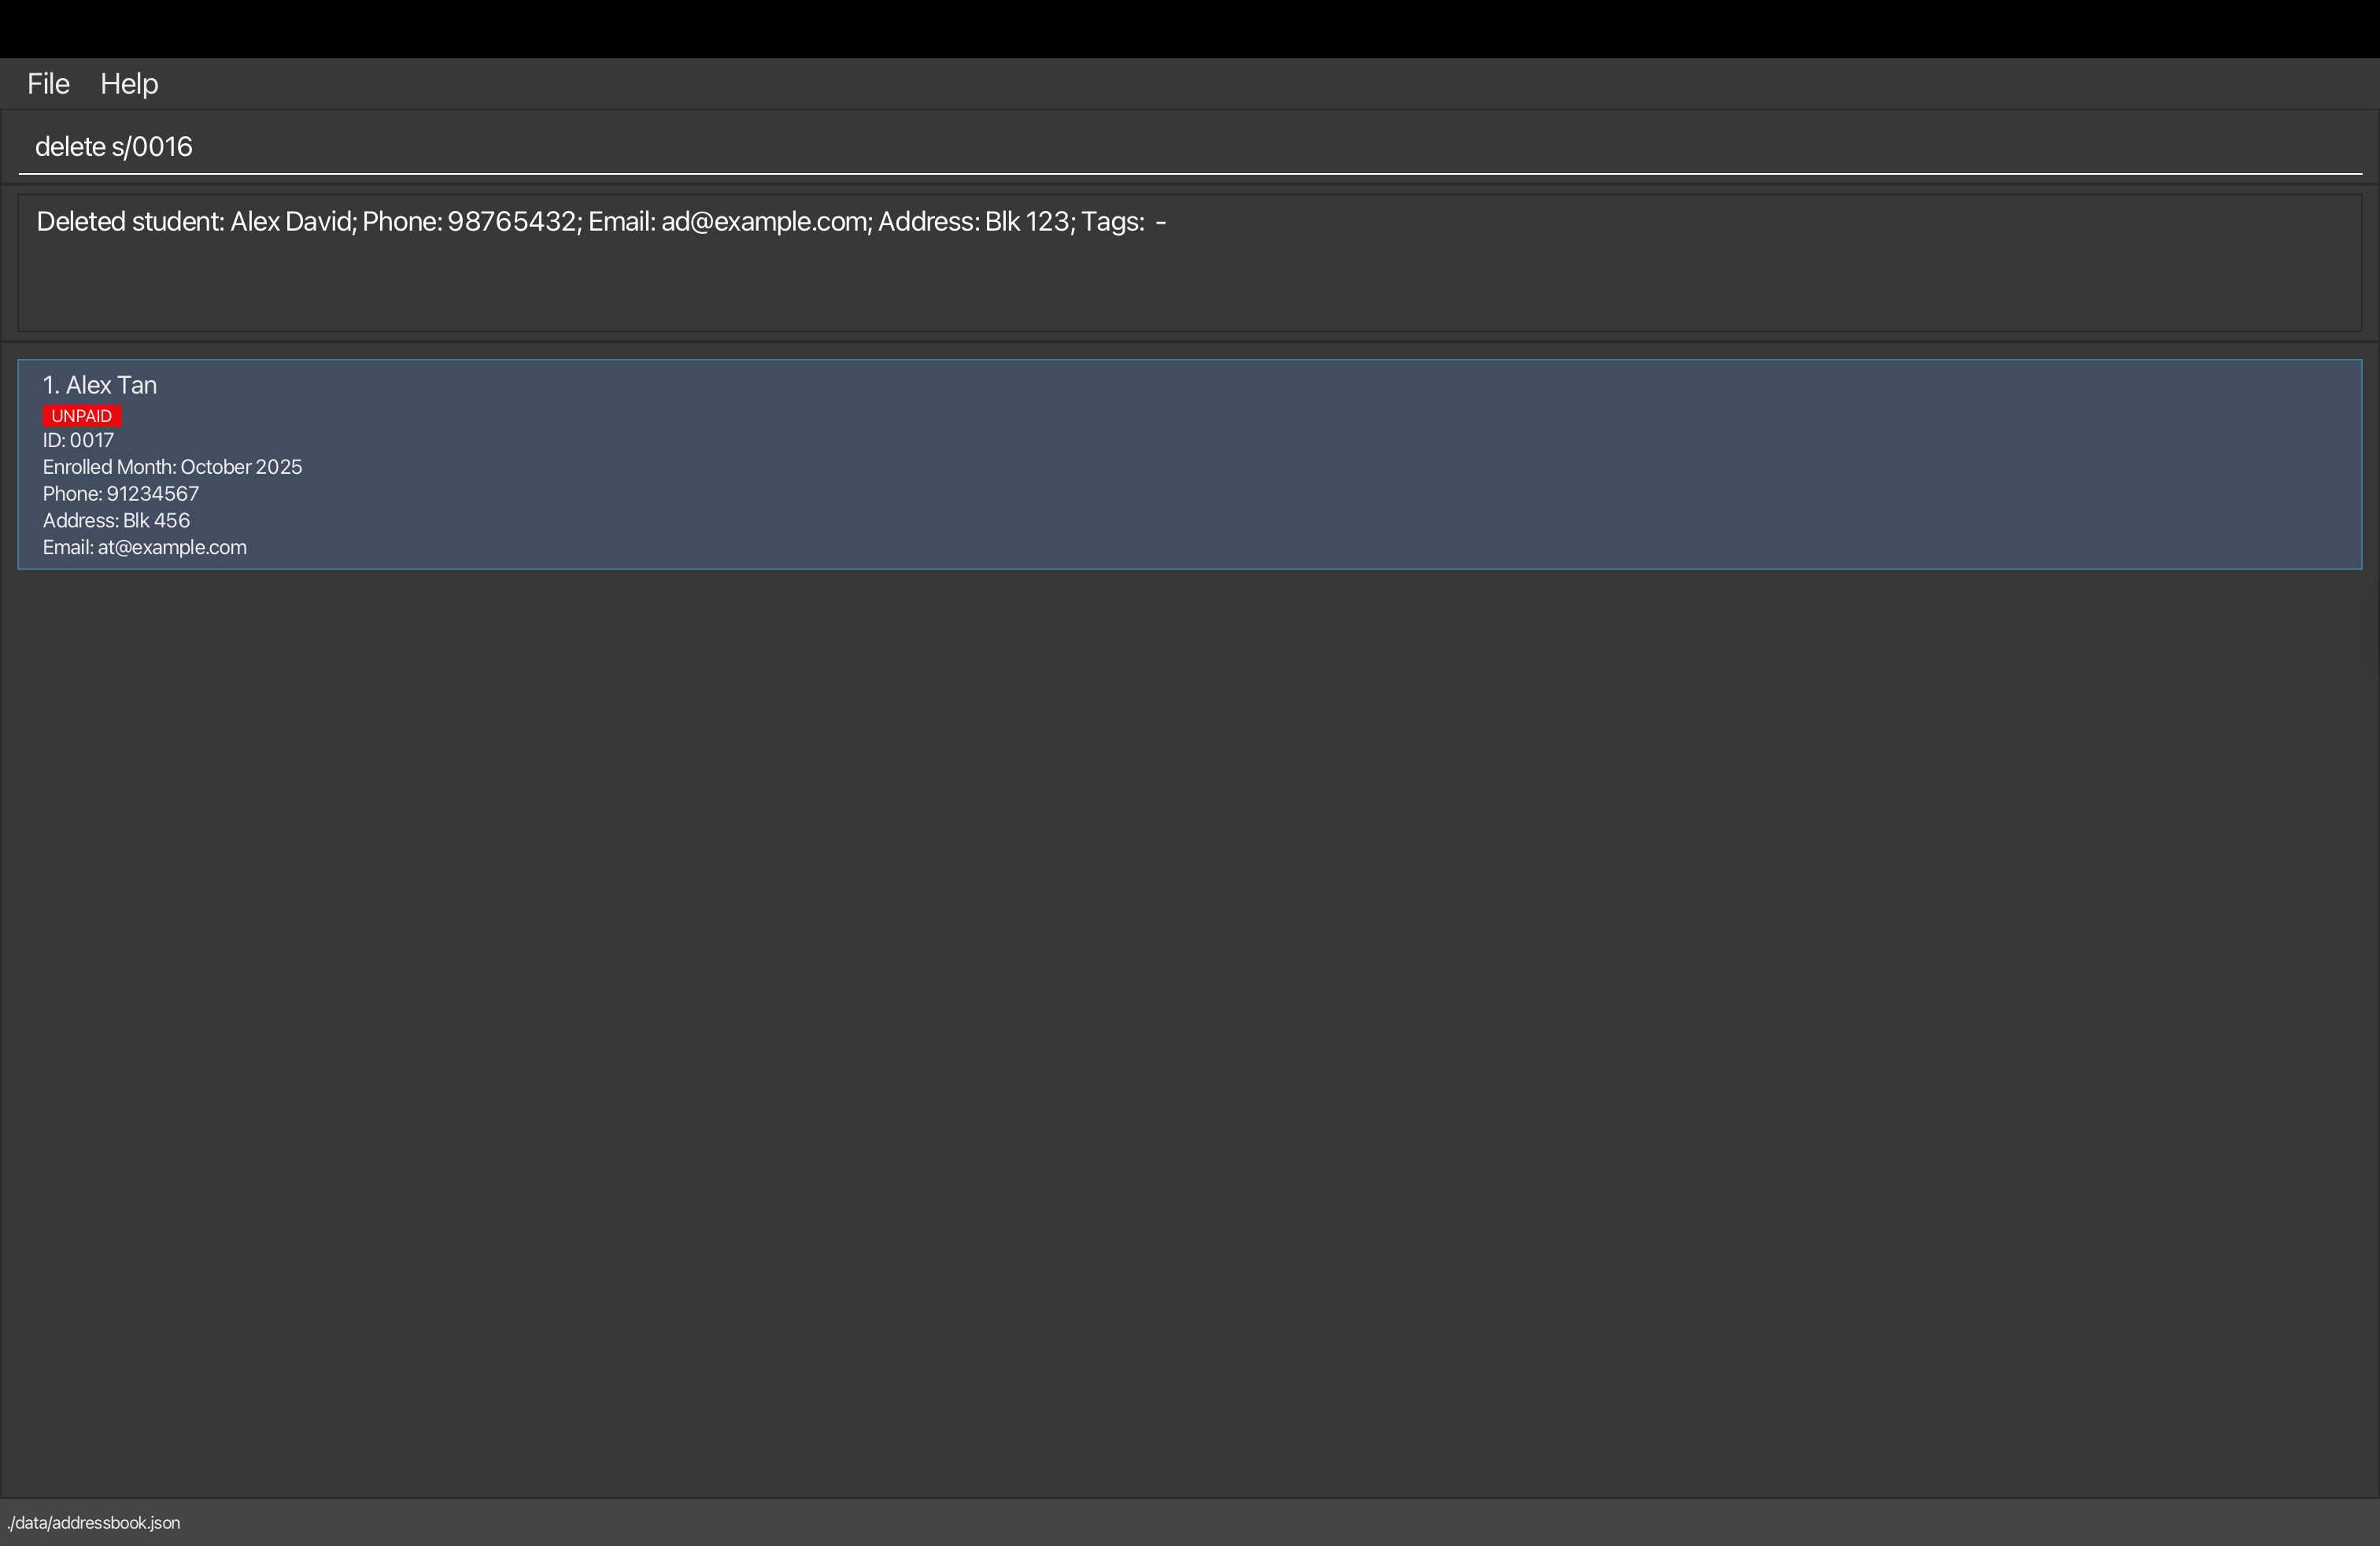 File Help
delete s/0016
Deleted student: Alex David; Phone: 98765432; Email: ad@example.com; Address: Blk 123; Tags: -
1. Alex Tan
UNPAID
ID: 0017
Enrolled Month: October 2025
Phone: 91234567
Address: Blk 456
Email: at@example.com
./data/addressbook.json